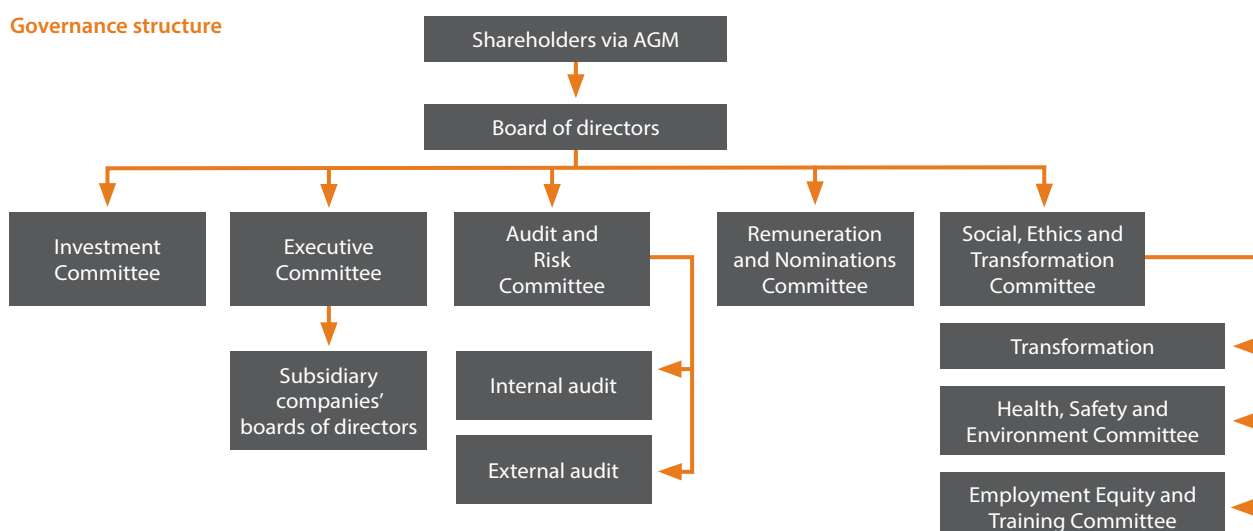 Governance structure
Shareholders via AGM
Board of directors
Investment
Committee
Executive
Committee
Audit and
Risk
Committee
Remuneration
and Nominations
Committee
Social, Ethics and
Transformation
Committee
Subsidiary
companies’
boards of directors
Internal audit
External audit
Transformation
Health, Safety and
Environment Committee
Employment Equity and
Training Committee